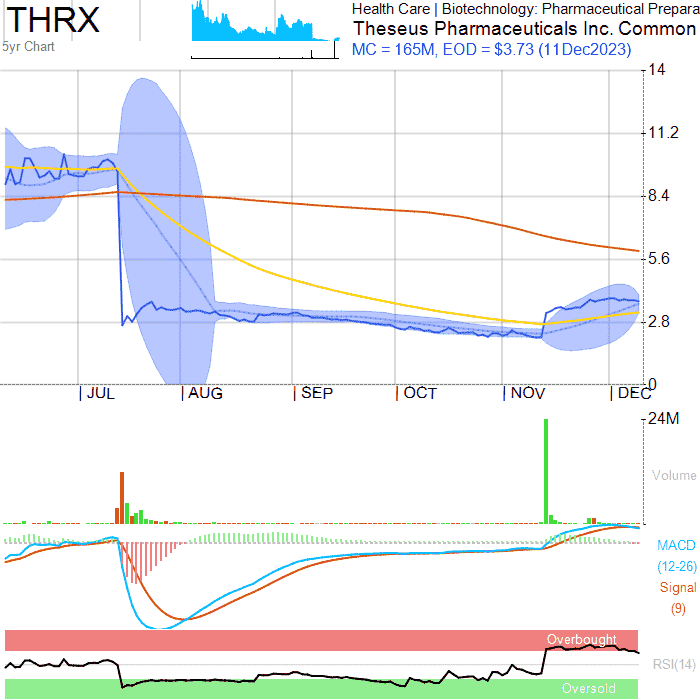 THRX
5yr Chart
Health Care | Biotechnology: Pharmaceutical Prepara
Theseus Pharmaceuticals Inc. Common
MC = 165M, EOD = $3.73 (11Dec2023)
14
11.2
8.4
5.6
2.8
0
JUL
AUG
SEP
OCT
NOV
DEC
24M
Volume
MACD
(12-26)
Signal
(9)
Overbought
RSI(14)
Oversold